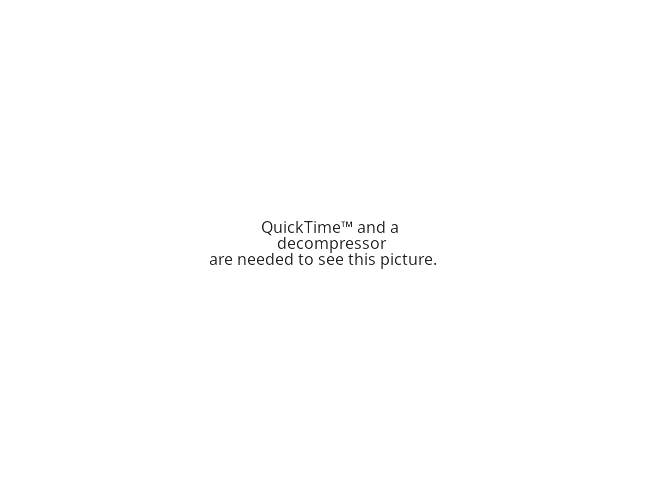 QuickTime™ and a
decompressor
are needed to see this picture.